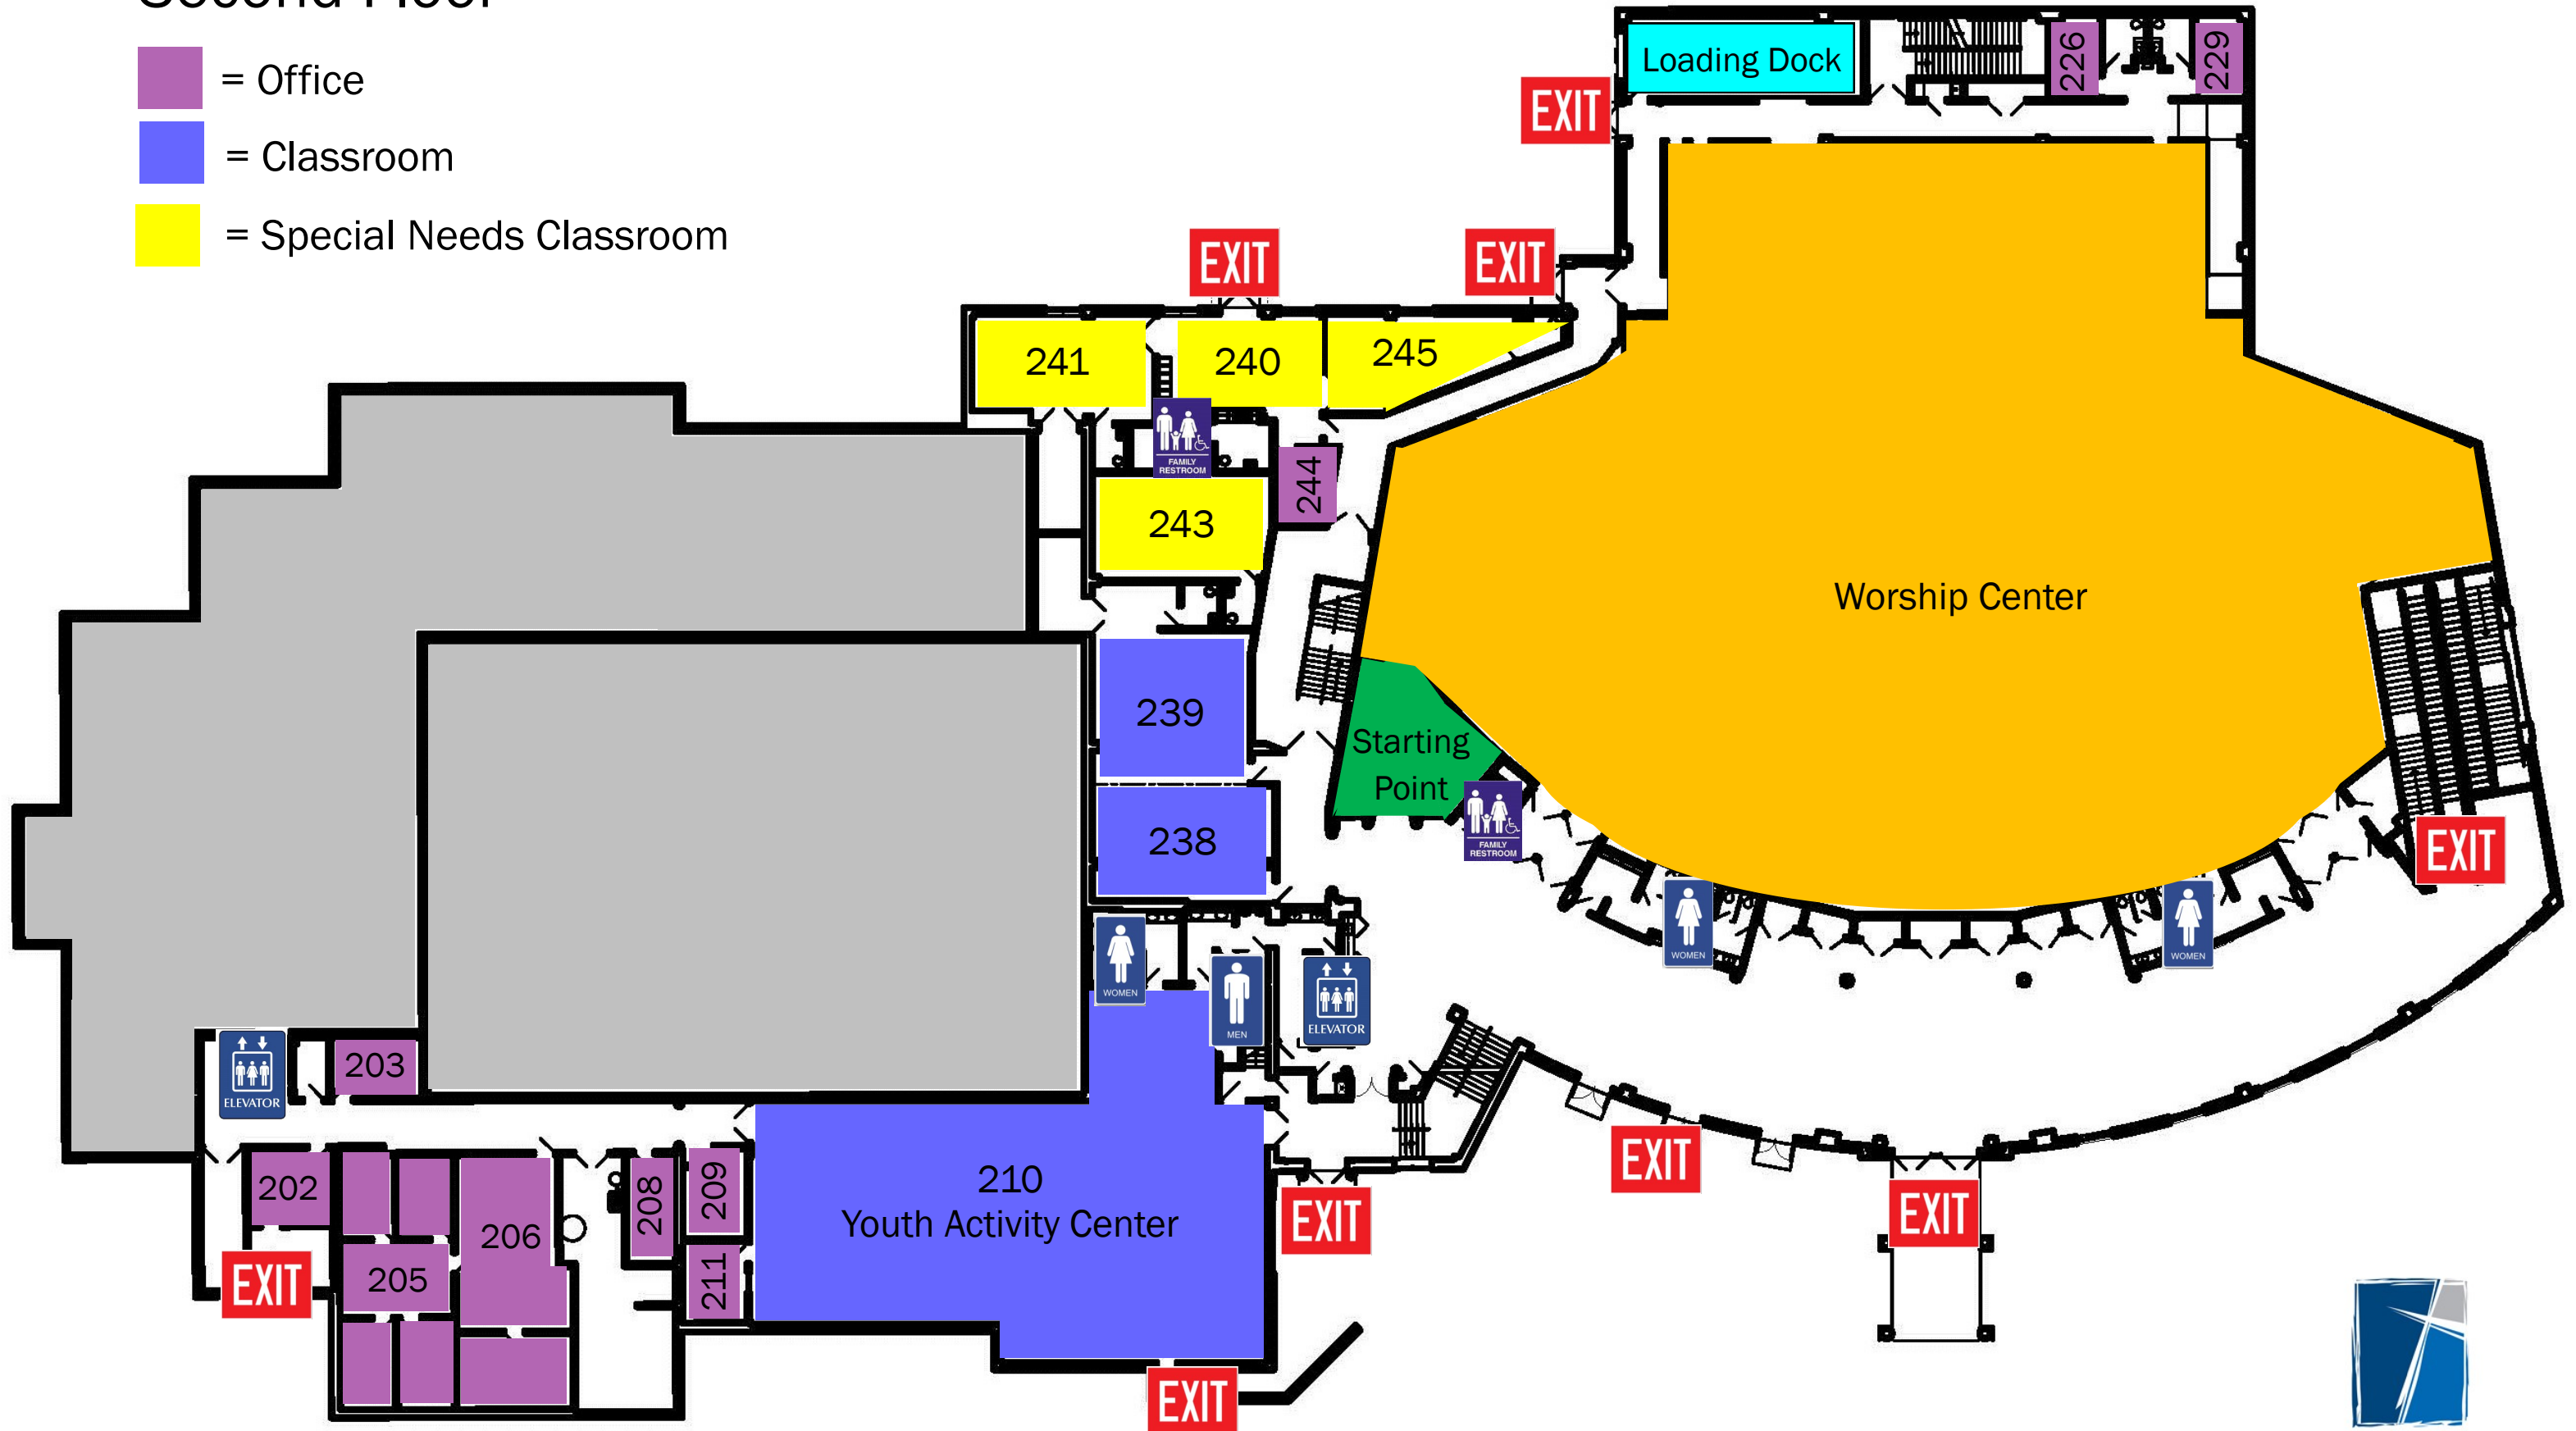 Second Floor
= Office
= Classroom
= Special Needs Classroom
Loading Dock
226
229
EXIT
EXIT
EXIT
241
240
245
FAMILY
RESTROOM
244
243
Worship Center
239
Starting
Point
238
FAMILY
RESTROOM
EXIT
WOMEN
WOMEN
WOMEN
MEN
ELEVATOR
203
ELEVATOR
202
206
208
209
210
Youth Activity Center
205
211
EXIT
EXIT
EXIT
EXIT
EXIT